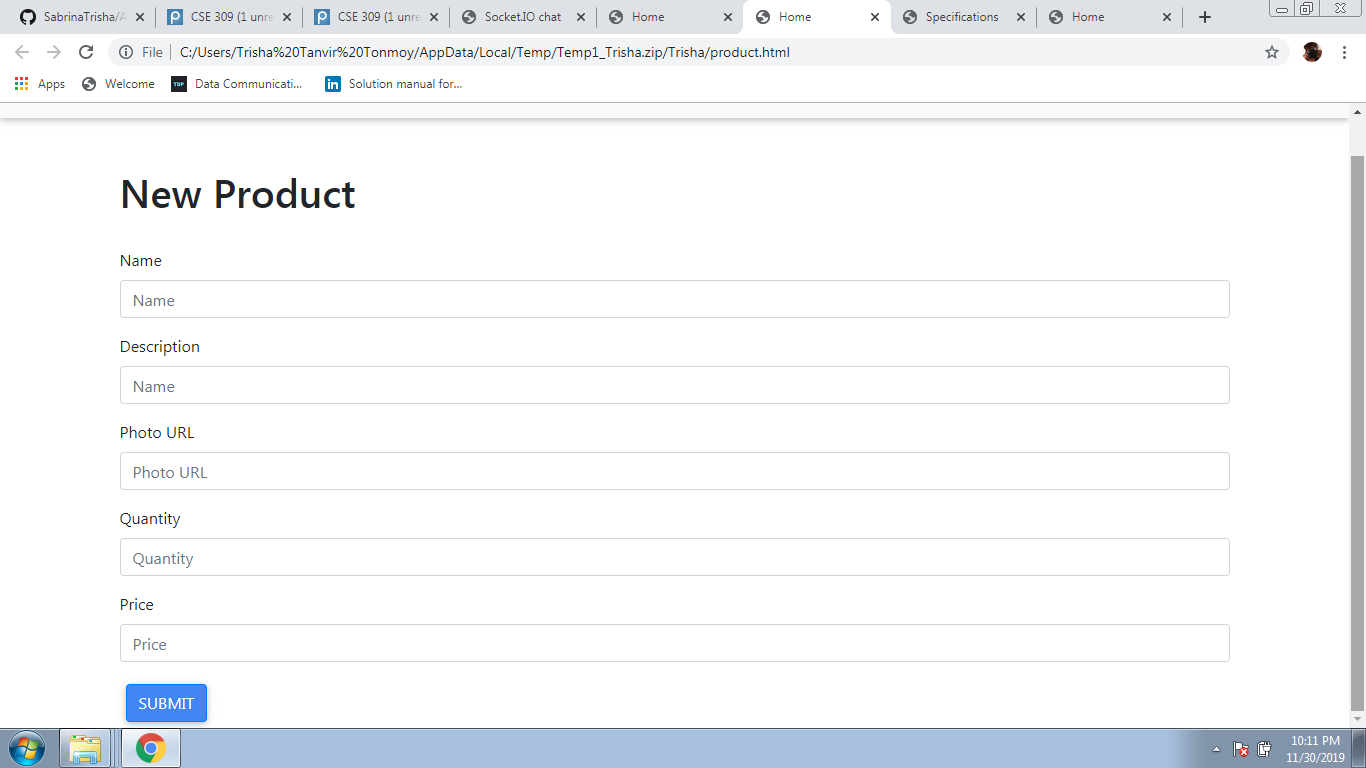 SabrinaTrisha/A
CSE 309 (1 unre
CSE 309 (1 unre
Socket.IO chat
Home
Home
Specifications
Home
File
C:/Users/Trisha%20Tanvir%20Tonmoy/AppData/Local/Temp/Temp1_Trisha.zip/Trisha/product.html
Apps
Welcome
TDP
Data Communicati...
in
Solution manual for...
New Product
Name
Name
Description
Name
Photo URL
Photo URL
Quantity
Quantity
Price
Price
SUBMIT
10:11 PM
11/30/2019